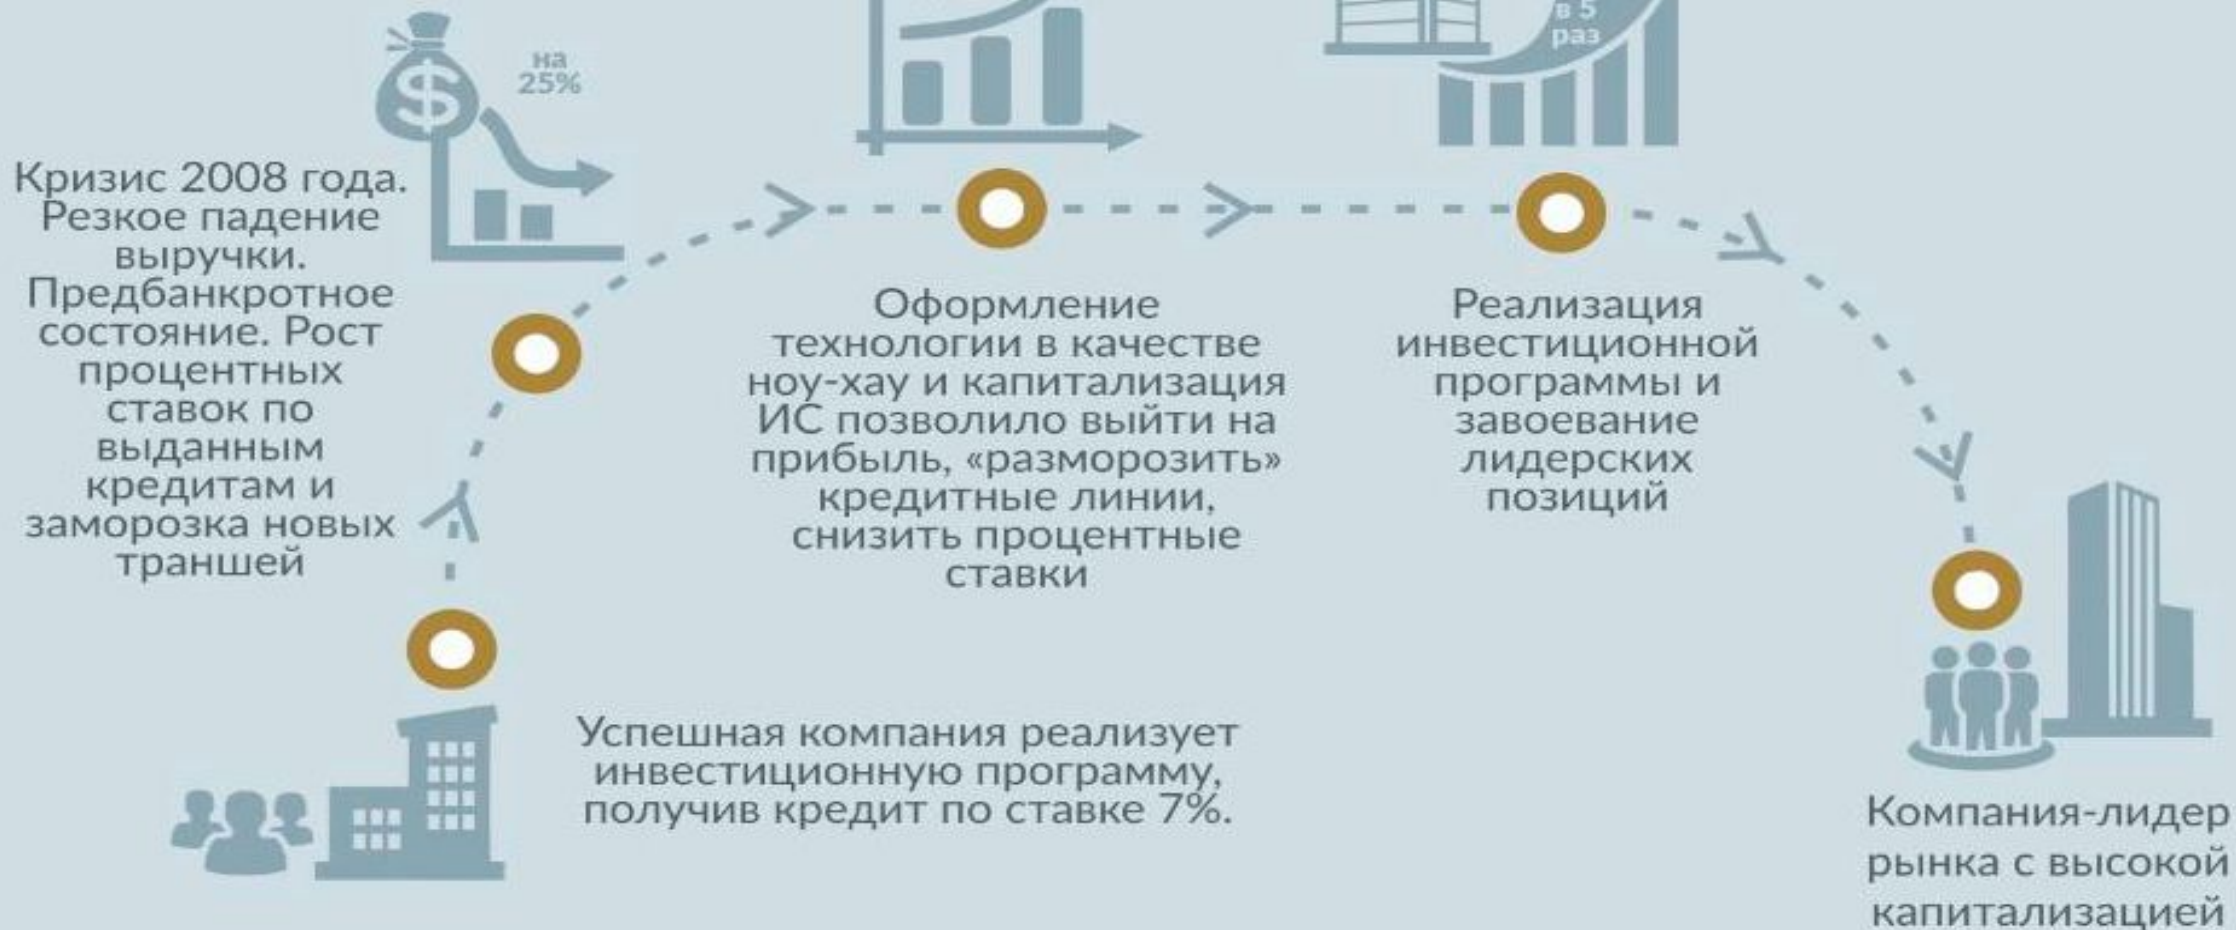 на
25%
в 5
раз
Кризис 2008 года.
Резкое падение
выручки.
Предбанкротное
состояние. Рост
процентных
ставок по
выданным
кредитам и
заморозка новых
траншей
Оформление
технологии в качестве
ноу-хау и капитализация
ИС позволило выйти на
прибыль, «разморозить»
кредитные линии,
снизить процентные
ставки
Реализация
инвестиционной
программы и
завоевание
лидерских
позиций
Успешная компания реализует
инвестиционную программу,
получив кредит по ставке 7%.
Компания-лидер
рынка с высокой
капитализацией